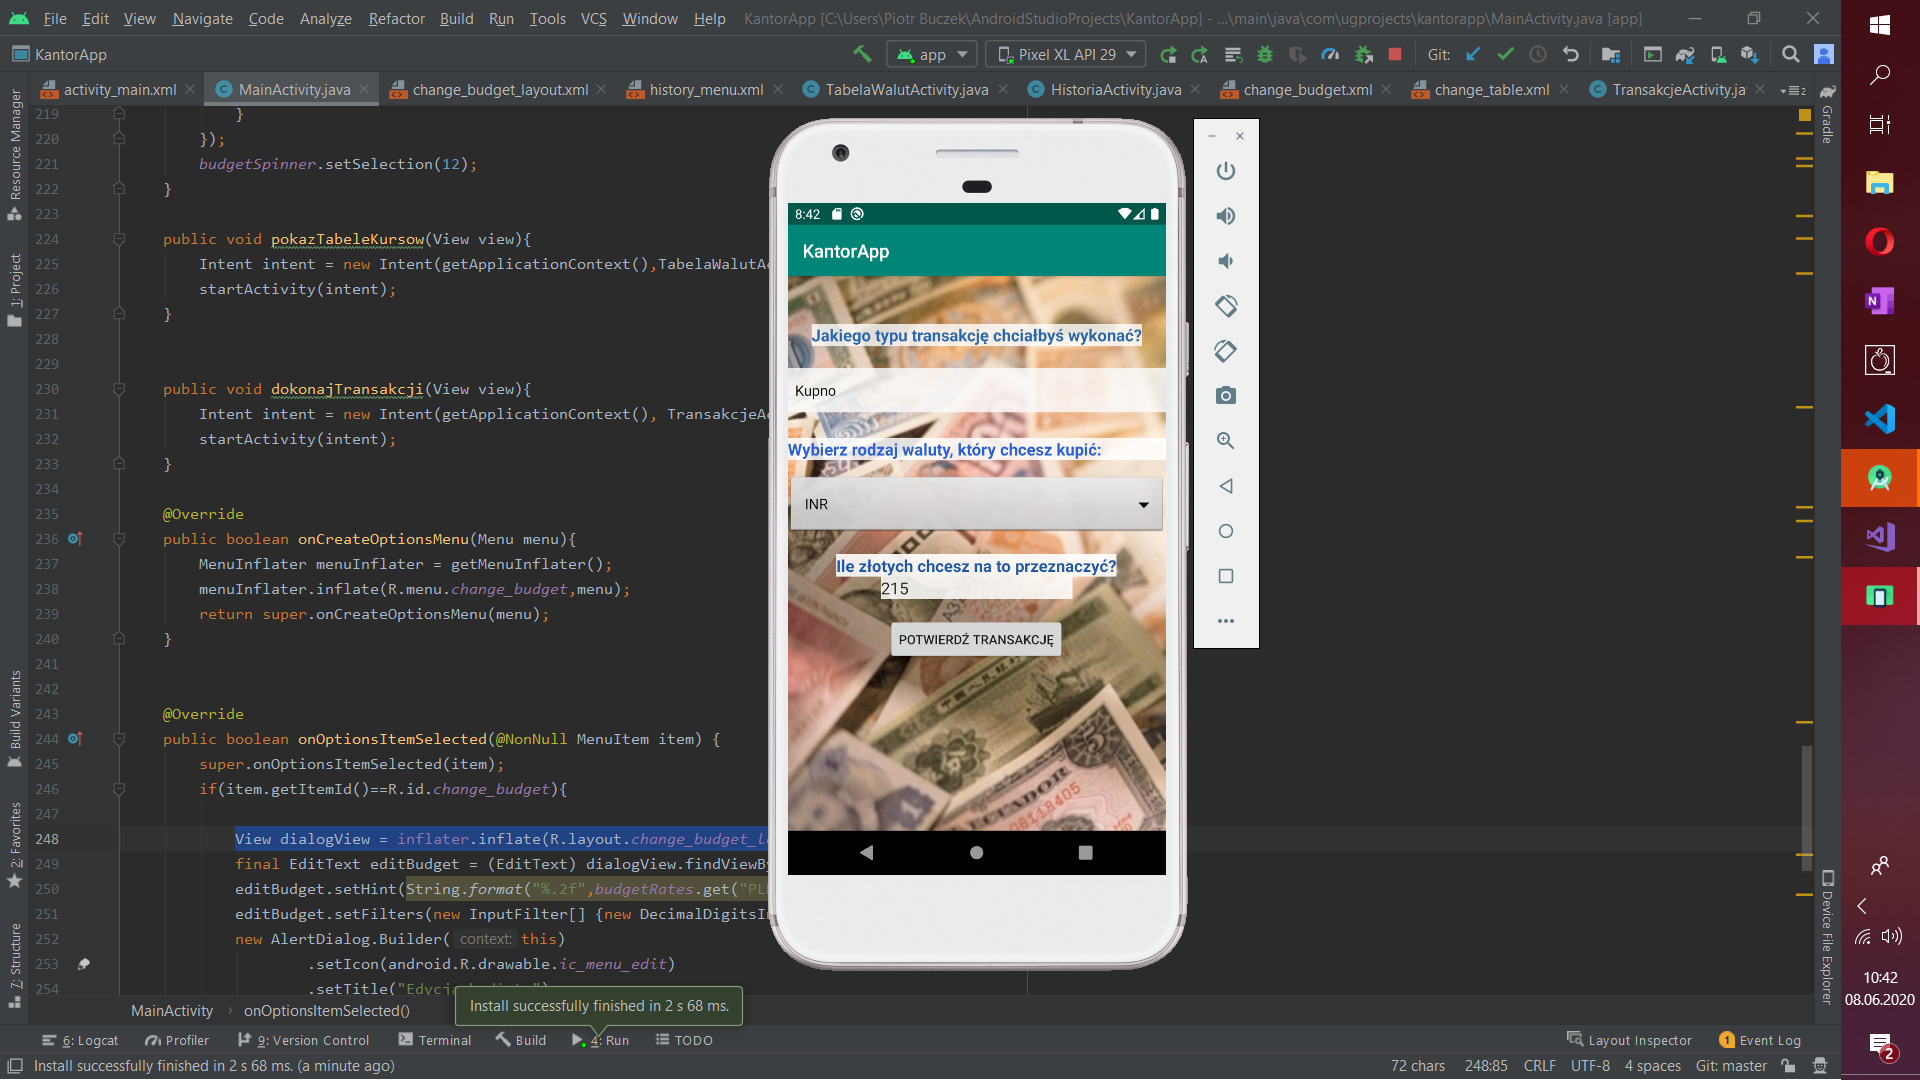 File Edit View Navigate Code Analyze Refactor Build Run Tools VCS Window Help KantorApp [C:\Users\Piotr Buczek\AndroidStudioProjects\KantorApp] - ...\main\java\com\ugprojects\kantorapp\MainActivity.java [app]
KantorApp
app
Pixel XL API 29
Git:
activity_main.xml
MainActivity.java
change_budget_layout.xml
history_menu.xml
TabelaWalutActivity.java
HistoriaActivity.java
change_budget.xml
change_table.xml
TransakcjeActivity.ja
2
Resource Manager
1: Project
Build Variants
2: Favorites
7: Structure
Gradle
Device File Explorer
219 }
220 });
221 budgetSpinner.setSelection(12);
222 }
223
224 public void pokazTabeleKursow(View view){
225 Intent intent = new Intent(getApplicationContext(),TabelaWalutAc
226 startActivity(intent);
227 }
228
229
230 public void dokonajTransakcji(View view){
231 Intent intent = new Intent(getApplicationContext(), TransakcjeAc
232 startActivity(intent);
233 }
234
235 @Override
236 public boolean onCreateOptionsMenu(Menu menu){
237 MenuInflater menuInflater = getMenuInflater();
238 menuInflater.inflate(R.menu.change_budget,menu);
239 return super.onCreateOptionsMenu(menu);
240 }
241
242
243 @Override
244 public boolean onOptionsItemSelected(@NonNull MenuItem item) {
245 super.onOptionsItemSelected(item);
246 if(item.getItemId()==R.id.change_budget){
247
248 View dialogView = inflater.inflate(R.layout.change_budget_l
249 final EditText editBudget = (EditText) dialogView.findViewBy
250 editBudget.setHint(String.format("%.2f",budgetRates.get("PL
251 editBudget.setFilters(new InputFilter[] {new DecimalDigitsIn
252 new AlertDialog.Builder( context: this)
253 .setIcon(android.R.drawable.ic_menu_edit)
254
8:42
KantorApp
Jakiego typu transakcję chciałbyś wykonać?
Kupno
Wybierz rodzaj waluty, który chcesz kupić:
INR
Ile złotych chcesz na to przeznaczyć?
215
POTWIERDŹ TRANSAKCJĘ
MainActivity › onOptionsItemSelected()
Install successfully finished in 2 s 68 ms.
6: Logcat
Profiler
9: Version Control
Terminal
Build
4: Run
TODO
Layout Inspector
1 Event Log
Install successfully finished in 2 s 68 ms. (a minute ago)
72 chars 248:85 CRLF UTF-8 4 spaces Git: master
10:42
08.06.2020
2